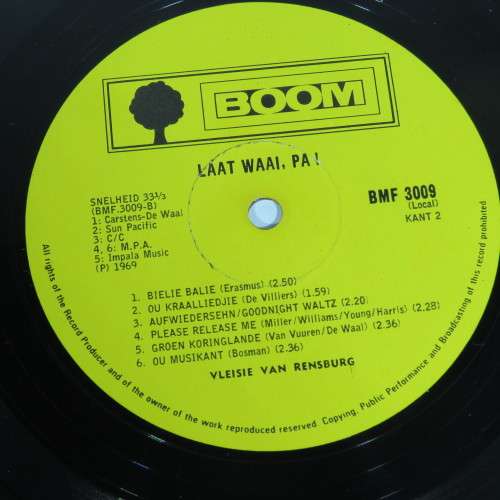 BOOM
LAAT WAAI, PA!
SNELHEID 33⅓
(BMF.3009-B)
1: Carstens-De Waal
2: Sun Pacific
3: C/C
4, 6: M.P.A.
5: Impala Music
(P) 1969
BMF 3009
(Local)
KANT 2
1. BIELIE BALIE (Erasmus) (2.50)
2. OU KRAALLIEDJIE (De Villiers) (1.59)
3. AUFWIEDERSEHN/GOODNIGHT WALTZ (2.20)
4. PLEASE RELEASE ME (Miller/Williams/Young/Harris) (2.28)
5. GROEN KORINGLANDE (Van Vuuren/De Waal) (2.36)
6. OU MUSIKANT (Bosman) (2.36)
VLEISIE VAN RENSBURG
All rights of the Record Producer and of the owner of the work reproduced reserved. Copying, Public Performance and Broadcasting of this record prohibited